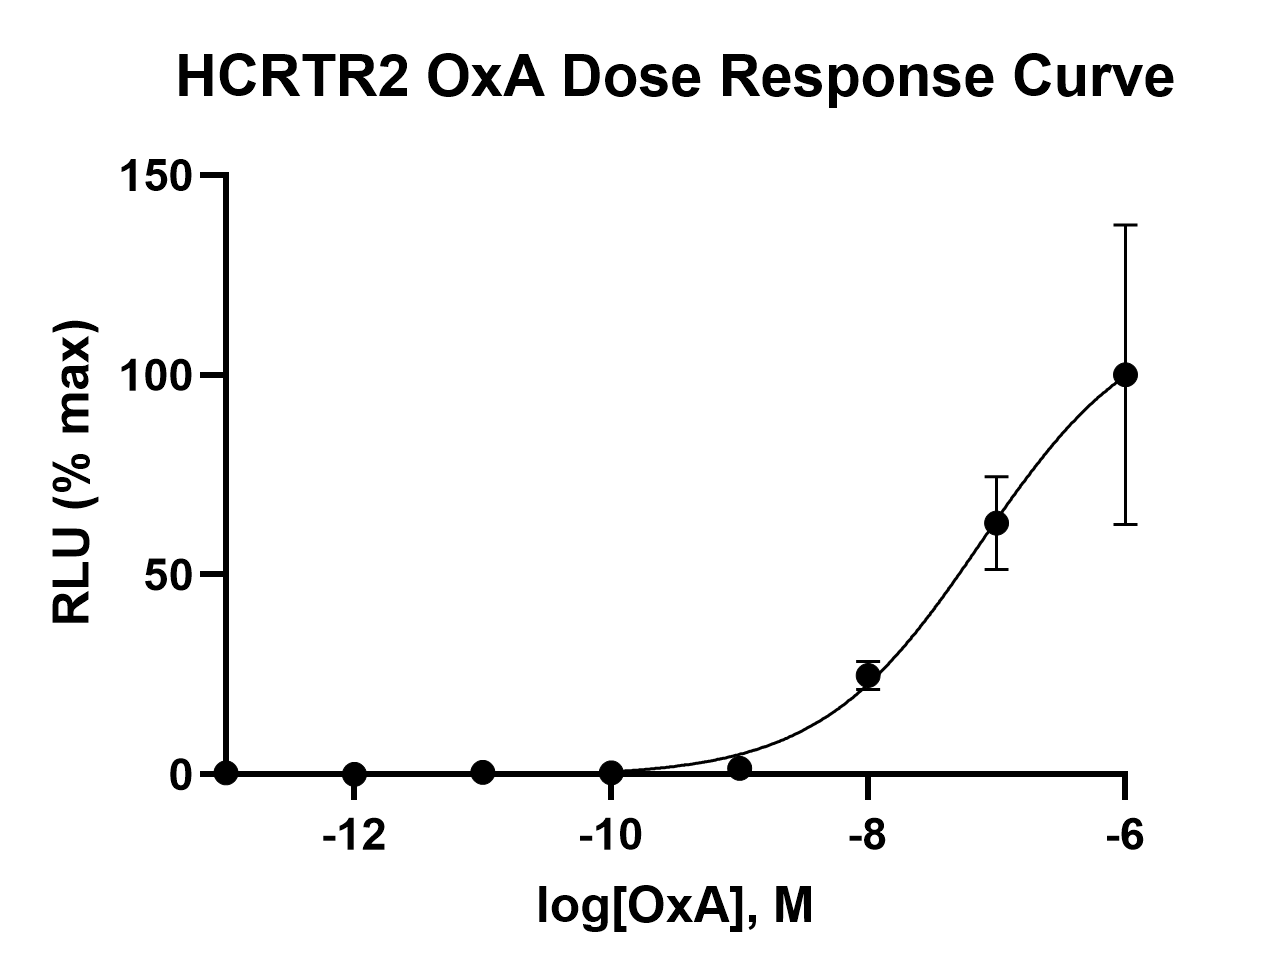 HCRTR2 OxA Dose Response Curve
150
100
50
0
RLU (% max)
-12 -10 -8 -6
log[OxA], M